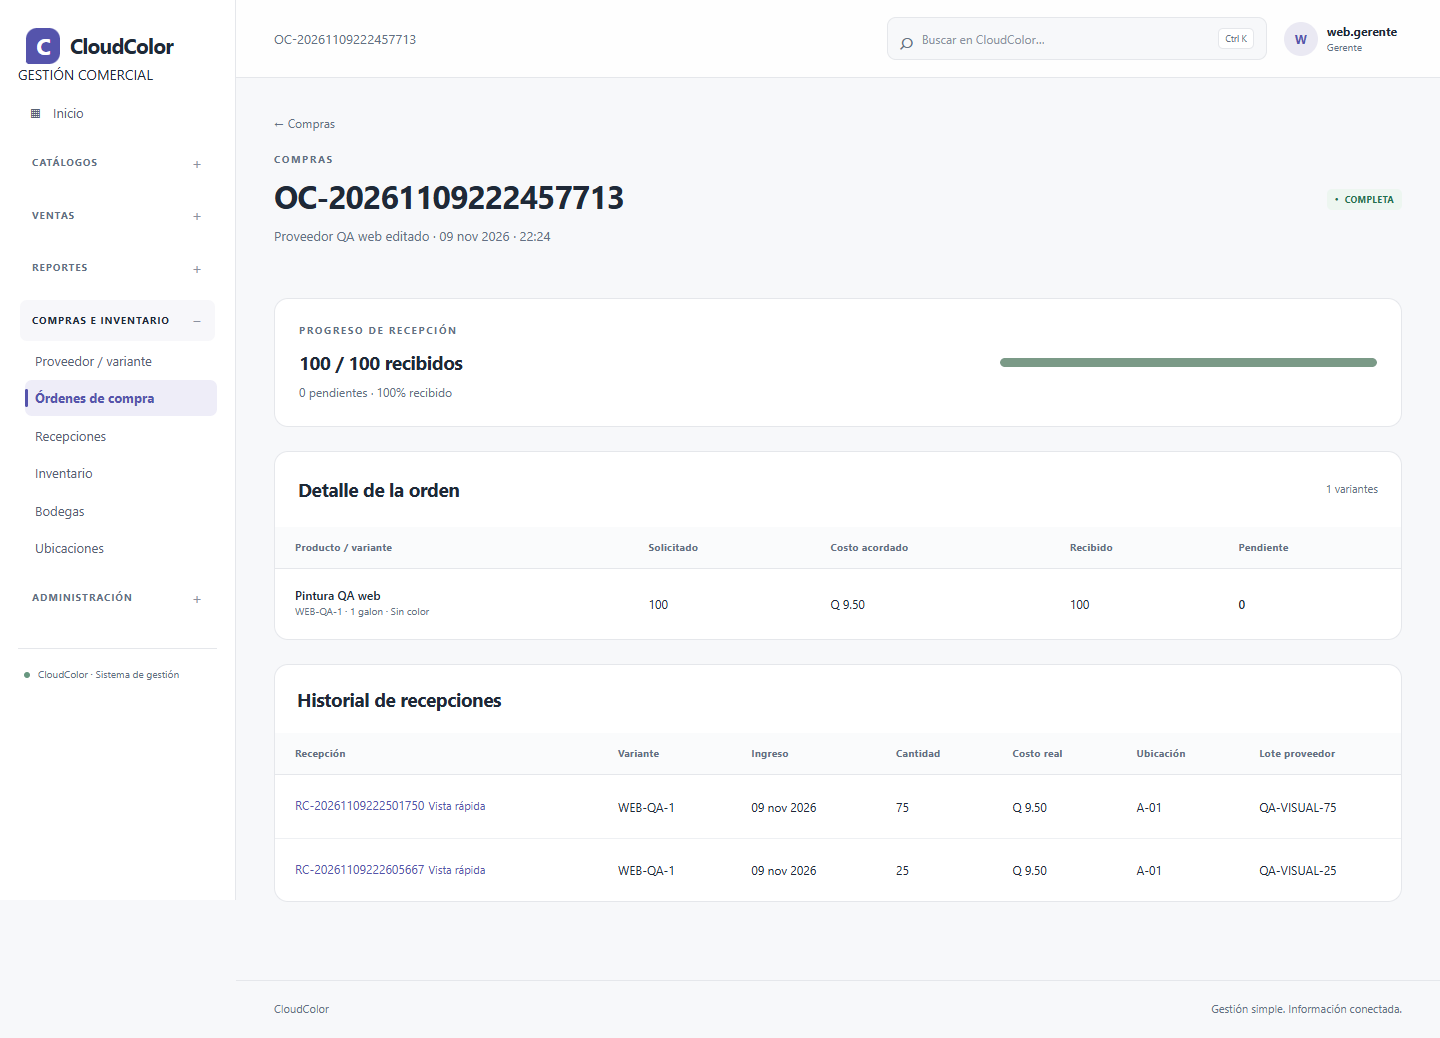 C CloudColor
GESTIÓN COMERCIAL
Inicio
CATÁLOGOS +
VENTAS +
REPORTES +
COMPRAS E INVENTARIO −
Proveedor / variante
Órdenes de compra
Recepciones
Inventario
Bodegas
Ubicaciones
ADMINISTRACIÓN +
CloudColor · Sistema de gestión
OC-20261109222457713
Buscar en CloudColor... Ctrl K
W
web.gerente
Gerente
← Compras
COMPRAS
OC-20261109222457713
• COMPLETA
Proveedor QA web editado · 09 nov 2026 · 22:24
PROGRESO DE RECEPCIÓN
100 / 100 recibidos
0 pendientes · 100% recibido
Detalle de la orden
1 variantes
Producto / variante Solicitado Costo acordado Recibido Pendiente
Pintura QA web
WEB-QA-1 · 1 galon · Sin color
100 Q 9.50 100 0
Historial de recepciones
Recepción Variante Ingreso Cantidad Costo real Ubicación Lote proveedor
RC-20261109222501750 Vista rápida WEB-QA-1 09 nov 2026 75 Q 9.50 A-01 QA-VISUAL-75
RC-20261109222605667 Vista rápida WEB-QA-1 09 nov 2026 25 Q 9.50 A-01 QA-VISUAL-25
CloudColor
Gestión simple. Información conectada.